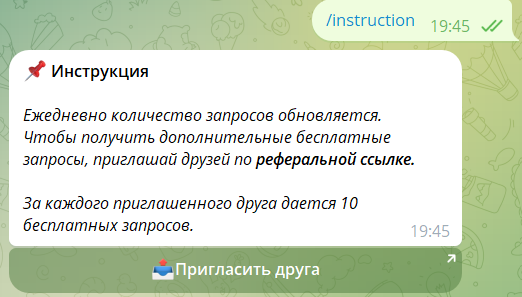 /instruction 19:45
📌 Инструкция
Ежедневно количество запросов обновляется.
Чтобы получить дополнительные бесплатные
запросы, приглашай друзей по реферальной ссылке.
За каждого приглашенного друга дается 10
бесплатных запросов.
19:45
📥Пригласить друга